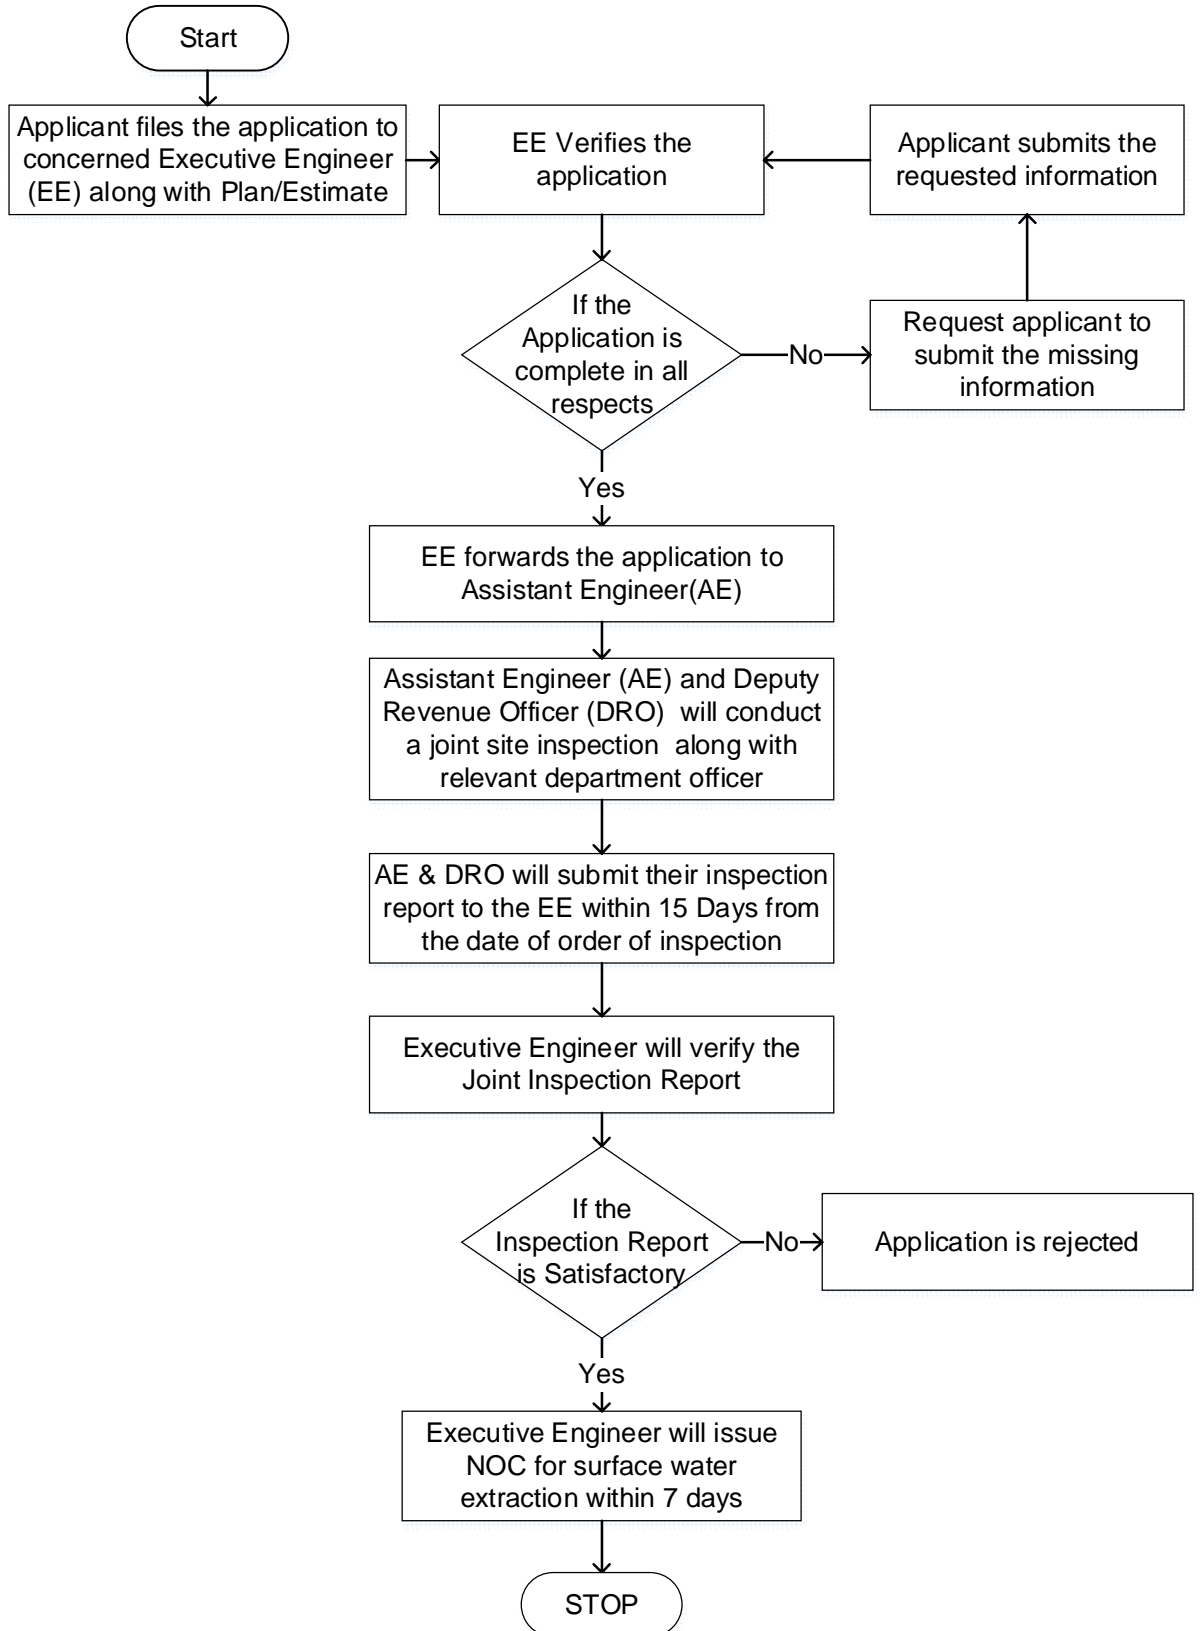 Start
Applicant files the application to
concerned Executive Engineer
(EE) along with Plan/Estimate
EE Verifies the
application
Applicant submits the
requested information
If the
Application is
complete in all
respects
No
Request applicant to
submit the missing
information
Yes
EE forwards the application to
Assistant Engineer(AE)
Assistant Engineer (AE) and Deputy
Revenue Officer (DRO) will conduct
a joint site inspection along with
relevant department officer
AE & DRO will submit their inspection
report to the EE within 15 Days from
the date of order of inspection
Executive Engineer will verify the
Joint Inspection Report
If the
Inspection Report
is Satisfactory
No
Application is rejected
Yes
Executive Engineer will issue
NOC for surface water
extraction within 7 days
STOP